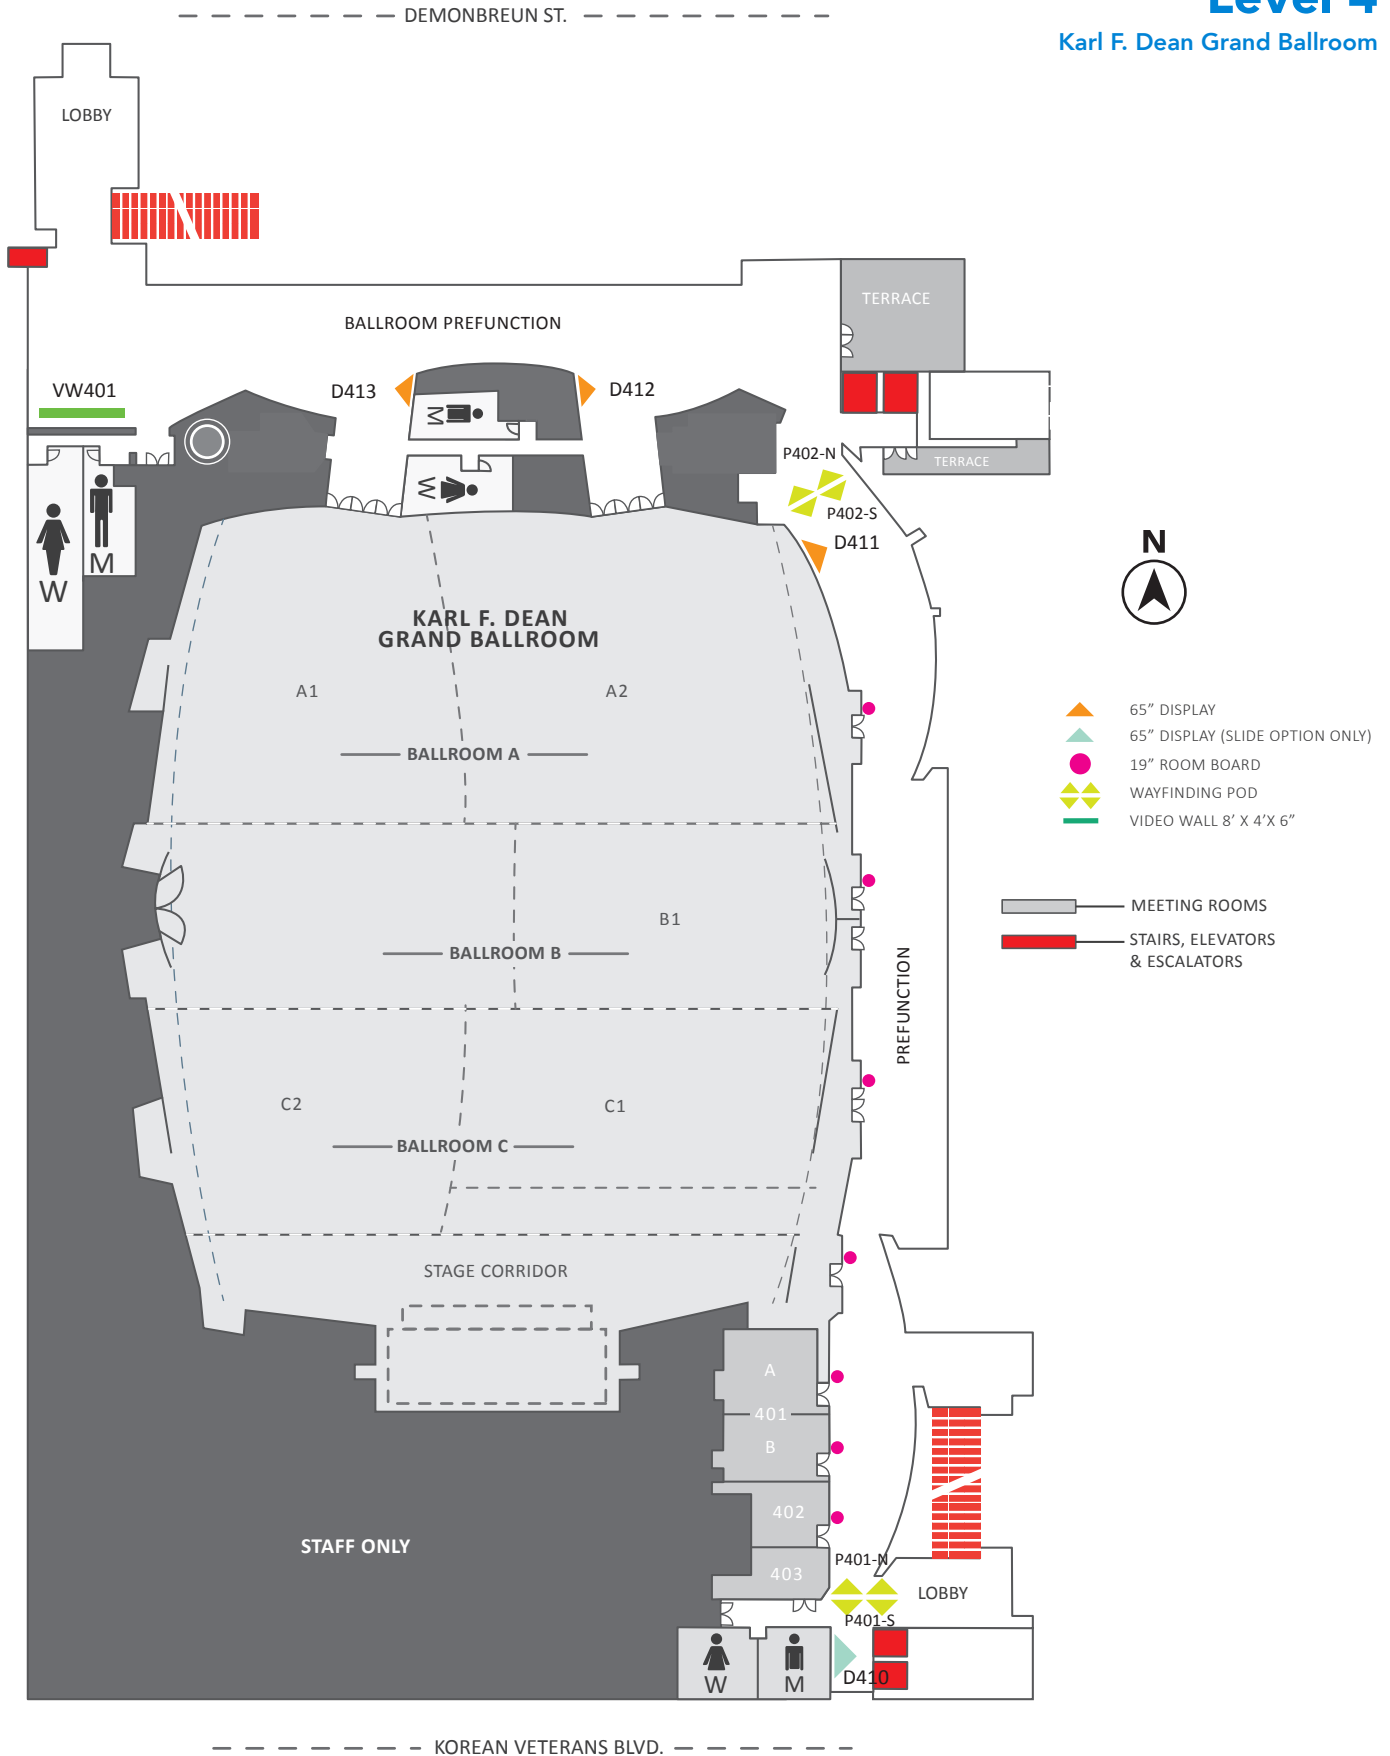 DEMONBREUN ST.
Level 4
Karl F. Dean Grand Ballroom
LOBBY
TERRACE
BALLROOM PREFUNCTION
VW401
D413
D412
M
P402-N
TERRACE
W
P402-S
D411
M
W
N
KARL F. DEAN
GRAND BALLROOM
A1
A2
BALLROOM A
65” DISPLAY
65” DISPLAY (SLIDE OPTION ONLY)
19” ROOM BOARD
WAYFINDING POD
VIDEO WALL 8’ X 4’X 6”
MEETING ROOMS
STAIRS, ELEVATORS
& ESCALATORS
B1
BALLROOM B
PREFUNCTION
C2
C1
BALLROOM C
STAGE CORRIDOR
A
401
B
402
STAFF ONLY
403
P401-N
LOBBY
P401-S
W
M
D410
KOREAN VETERANS BLVD.